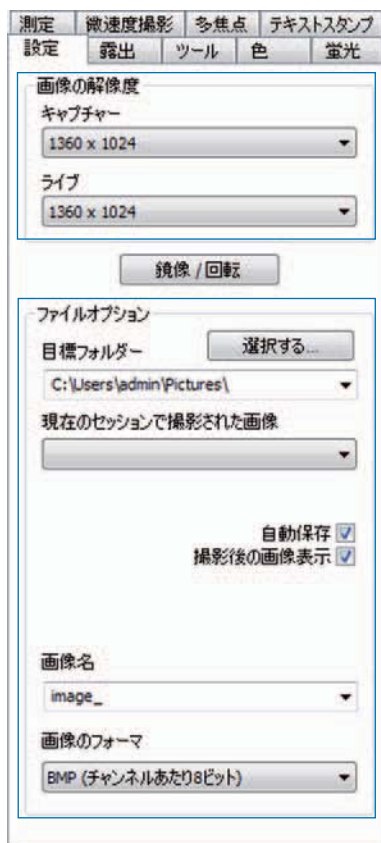 測定 微速度撮影 多焦点 テキストスタンプ
設定 露出 ツール 色 蛍光
画像の解像度
キャプチャー
1360 x 1024
ライブ
1360 x 1024
鏡像 / 回転
ファイルオプション
目標フォルダー 選択する...
C:\Users\admin\Pictures\
現在のセッションで撮影された画像
自動保存
撮影後の画像表示
画像名
image_
画像のフォーマ
BMP (チャンネルあたり8ビット)